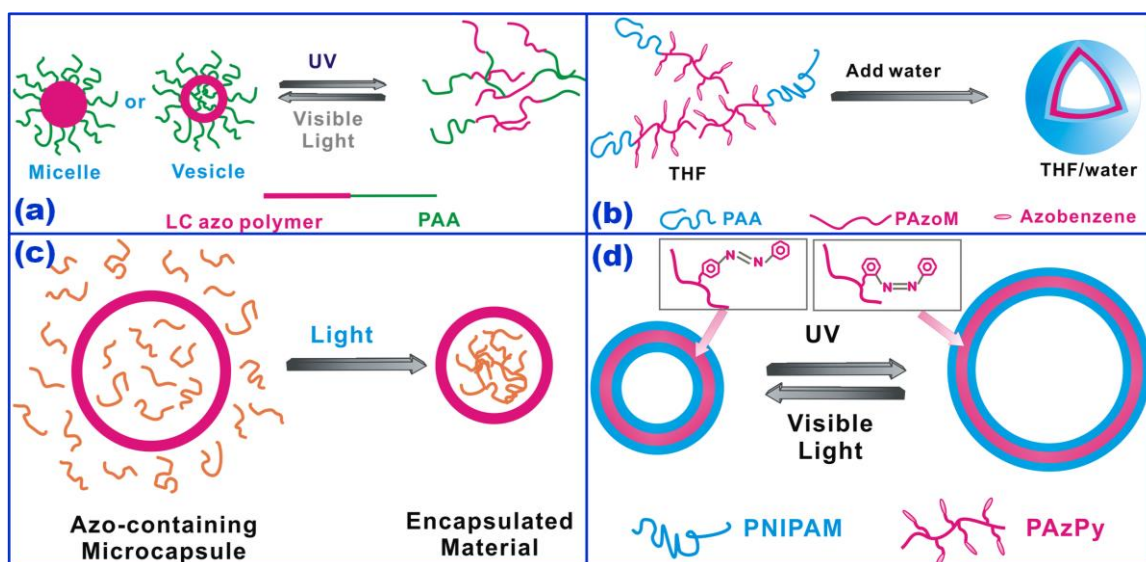 UV
or
Visible
Light
Micelle
Vesicle
(a)
LC azo polymer
PAA
Add water
THF
THF/water
(b)
PAA
PAzoM
Azobenzene
(c)
Light
Azo-containing
Microcapsule
Encapsulated
Material
(d)
N
N
N
N
UV
Visible
Light
PNIPAM
PAzPy